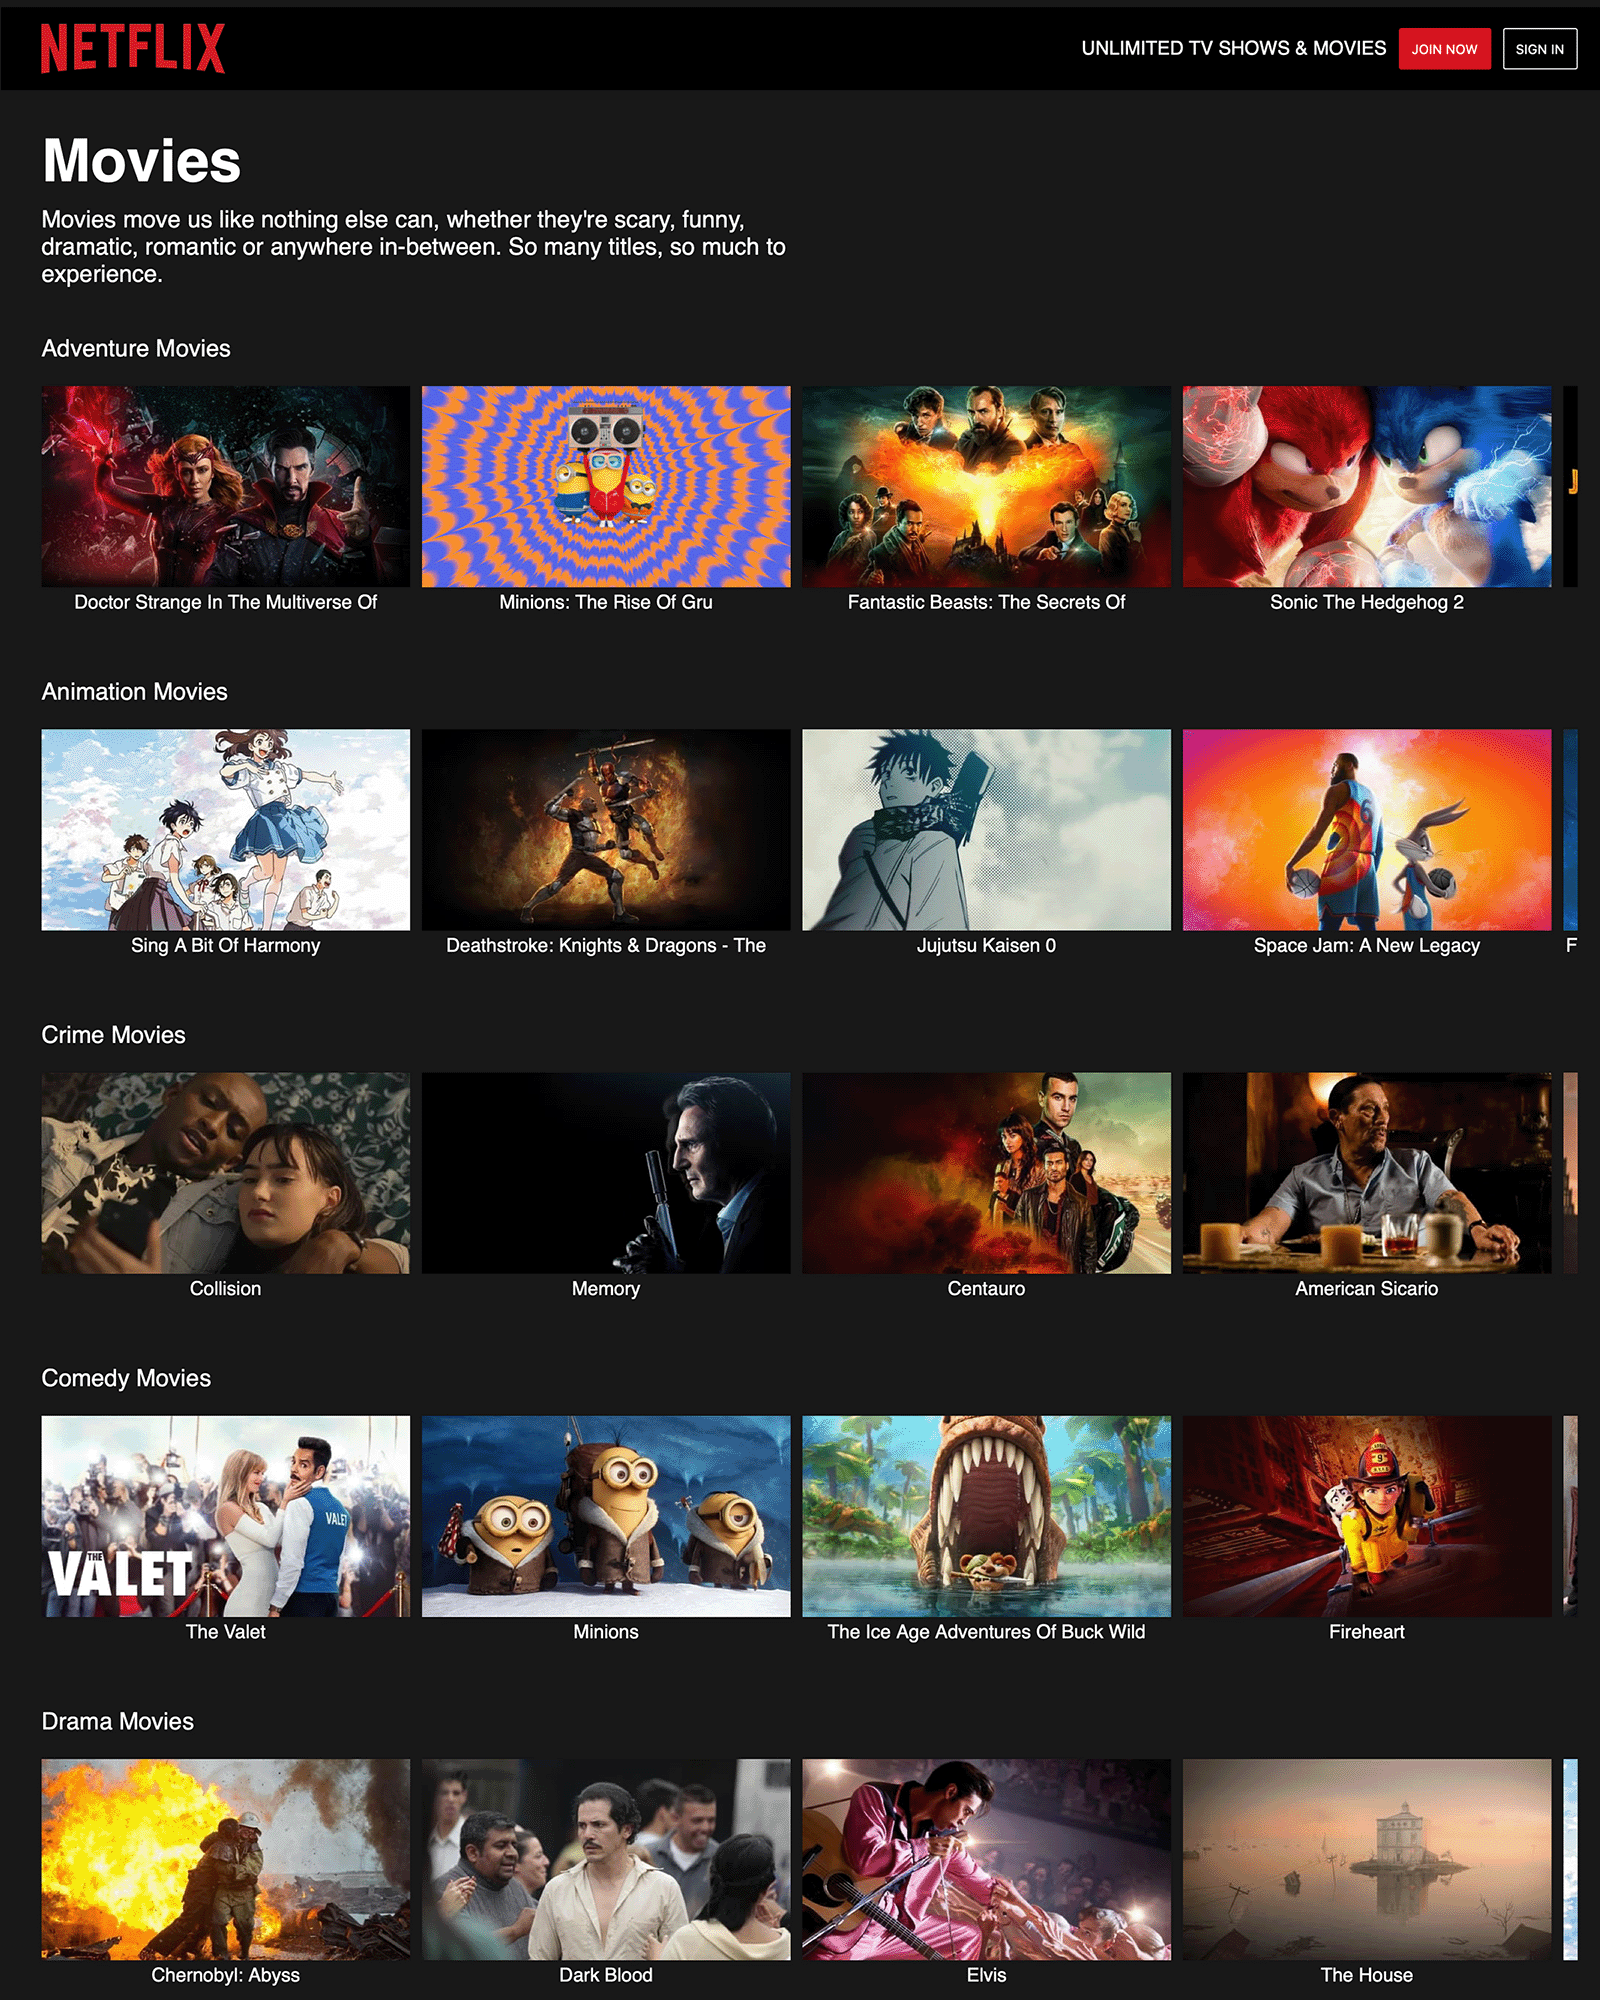 NETFLIX
UNLIMITED TV SHOWS & MOVIES
JOIN NOW
SIGN IN
Movies
Movies move us like nothing else can, whether they're scary, funny,
dramatic, romantic or anywhere in-between. So many titles, so much to
experience.
Adventure Movies
Doctor Strange In The Multiverse Of
Minions: The Rise Of Gru
Fantastic Beasts: The Secrets Of
Sonic The Hedgehog 2
J
Animation Movies
6
Sing A Bit Of Harmony
Deathstroke: Knights & Dragons - The
Jujutsu Kaisen 0
Space Jam: A New Legacy
F
Crime Movies
Collision
Memory
Centauro
American Sicario
Comedy Movies
VALET
THE
VALET
9
The Valet
Minions
The Ice Age Adventures Of Buck Wild
Fireheart
Drama Movies
Chernobyl: Abyss
Dark Blood
Elvis
The House